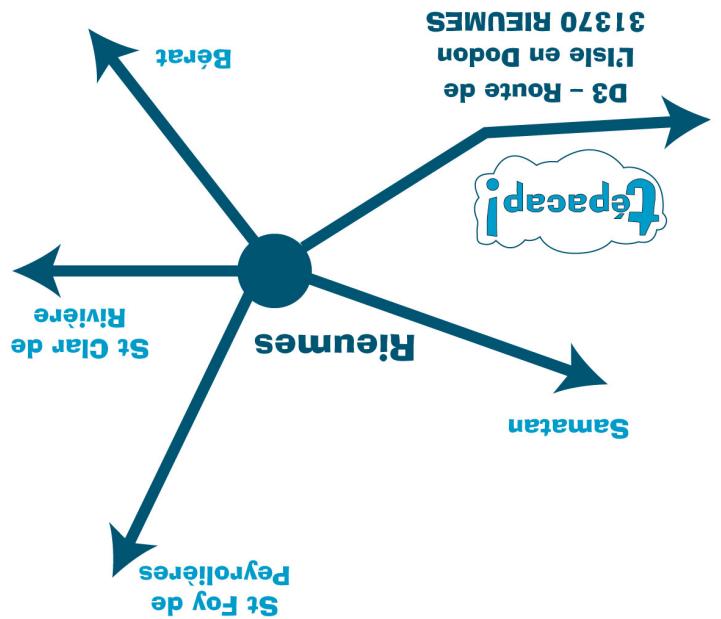 St Foy de
Peyrolières
Samatan
Rieumes
St Clar de
Rivière
tépacap!
D3 – Route de
L'Isle en Dodon
31370 RIEUMES
Bérat